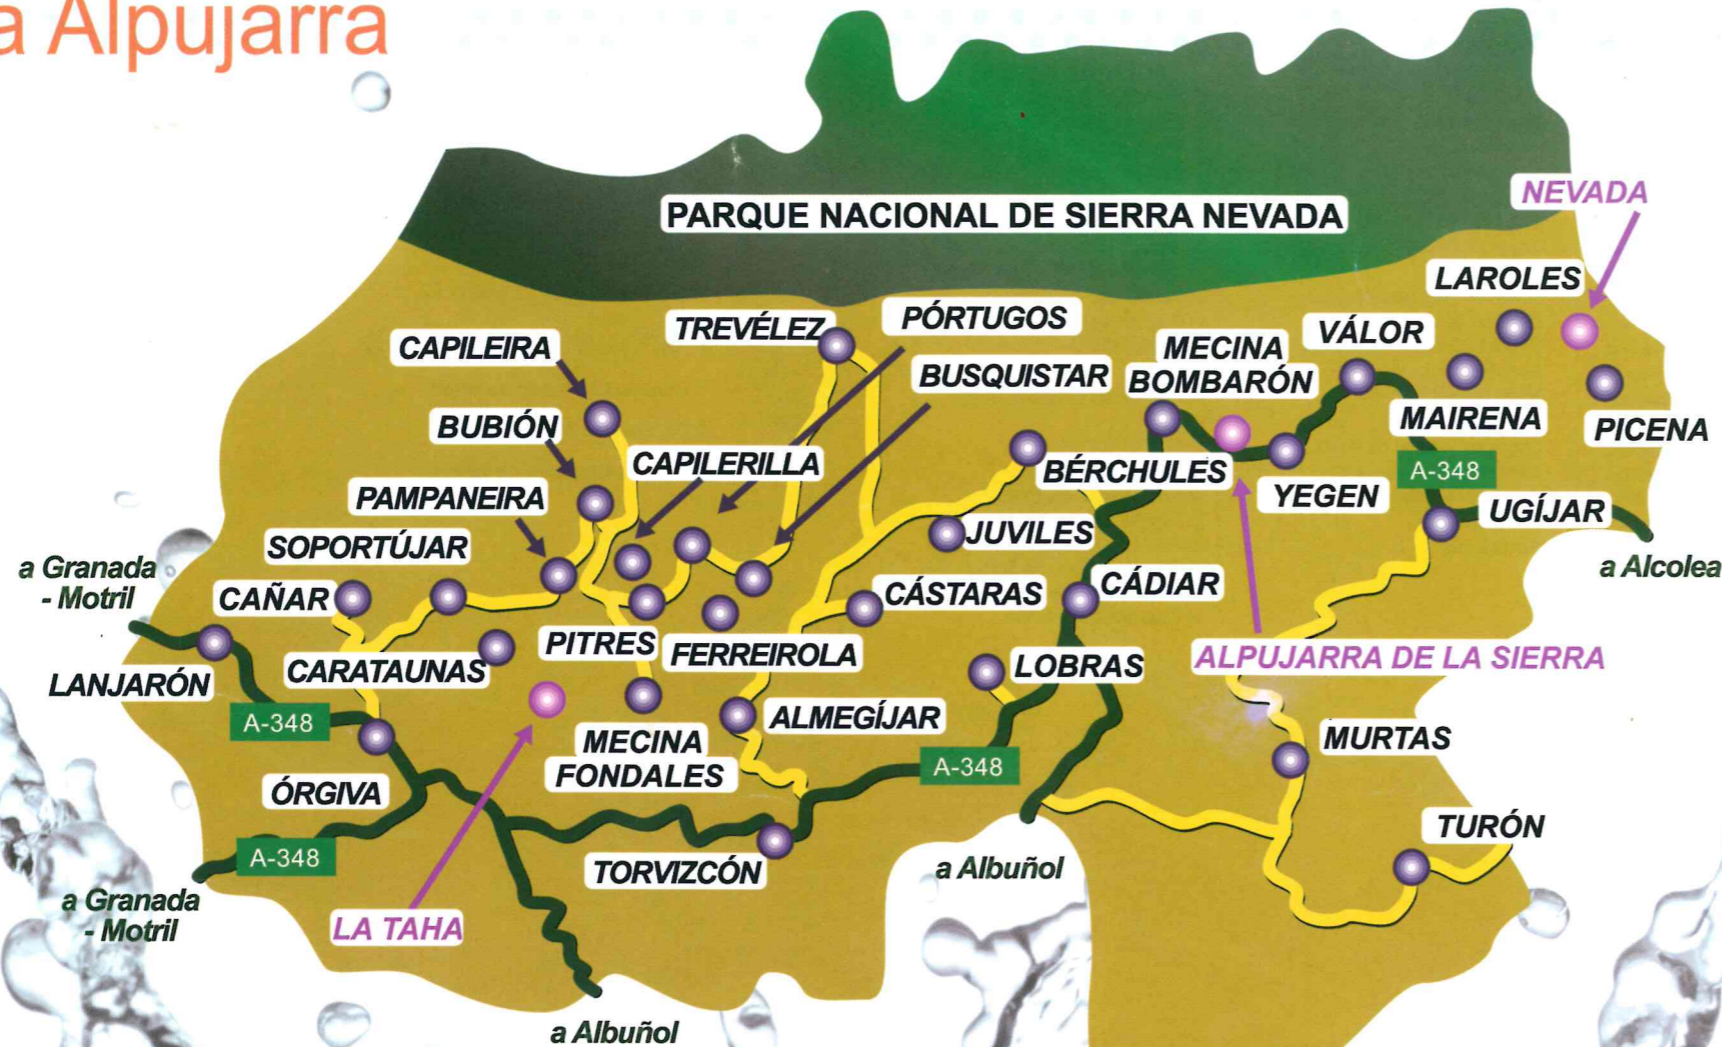 a Alpujarra
PARQUE NACIONAL DE SIERRA NEVADA
NEVADA
LAROLES
PÓRTUGOS
TREVÉLEZ
VÁLOR
CAPILEIRA
MECINA
BOMBARÓN
BUSQUISTAR
MAIRENA
PICENA
BUBIÓN
CAPILERILLA
BÉRCHULES
A-348
PAMPANEIRA
YEGEN
UGÍJAR
SOPORTÚJAR
JUVILES
a Granada
- Motril
a Alcolea
CAÑAR
CÁSTARAS
CÁDIAR
PITRES
FERREIROLA
ALPUJARRA DE LA SIERRA
CARATAUNAS
LOBRAS
LANJARÓN
A-348
ALMEGÍJAR
MECINA
FONDALES
MURTAS
A-348
ÓRGIVA
TURÓN
A-348
TORVIZCÓN
a Albuñol
a Granada
- Motril
LA TAHA
a Albuñol